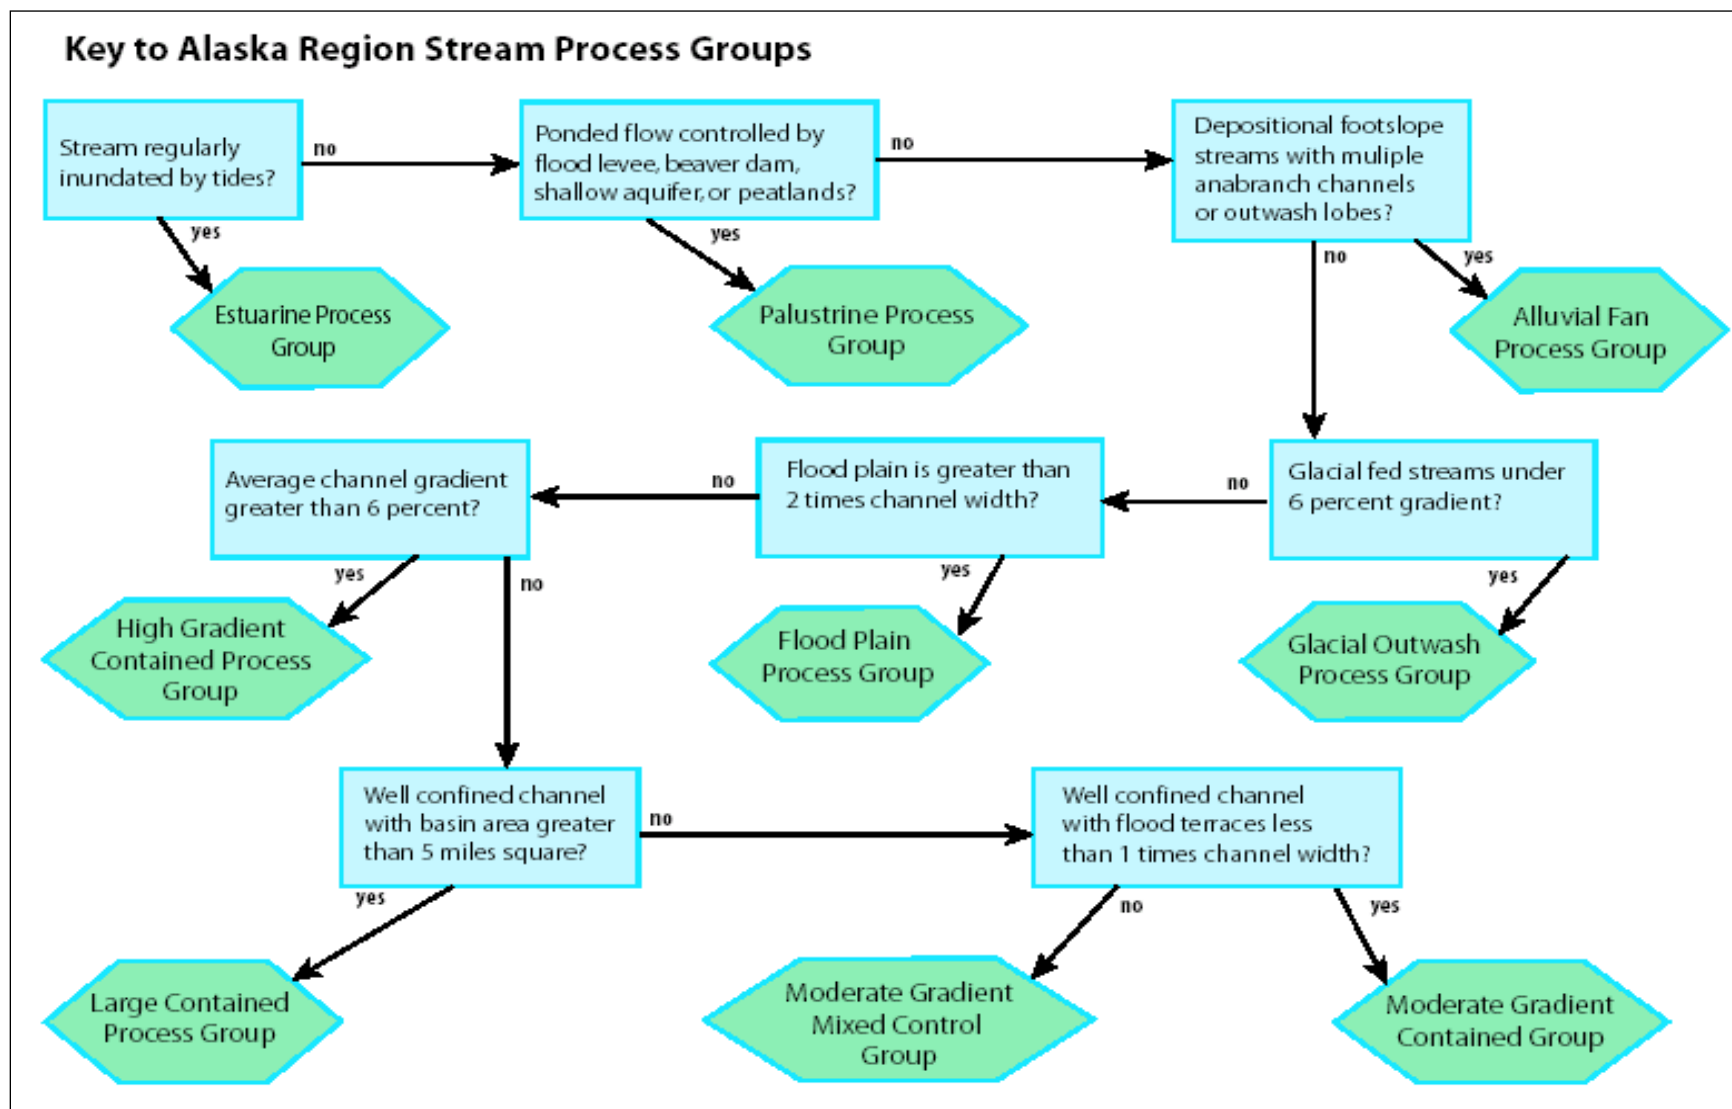 Key to Alaska Region Stream Process Groups
Stream regularly
inundated by tides?
no
yes
Estuarine Process
Group
Ponded flow controlled by
flood levee, beaver dam,
shallow aquifer, or peatlands?
no
yes
Palustrine Process
Group
Depositional footslope
streams with muliple
anabranch channels
or outwash lobes?
no
yes
Alluvial Fan
Process Group
Glacial fed streams under
6 percent gradient?
no
yes
Glacial Outwash
Process Group
Flood plain is greater than
2 times channel width?
no
yes
Flood Plain
Process Group
Average channel gradient
greater than 6 percent?
yes
no
High Gradient
Contained Process
Group
Well confined channel
with basin area greater
than 5 miles square?
no
yes
Large Contained
Process Group
Well confined channel
with flood terraces less
than 1 times channel width?
no
yes
Moderate Gradient
Mixed Control
Group
Moderate Gradient
Contained Group